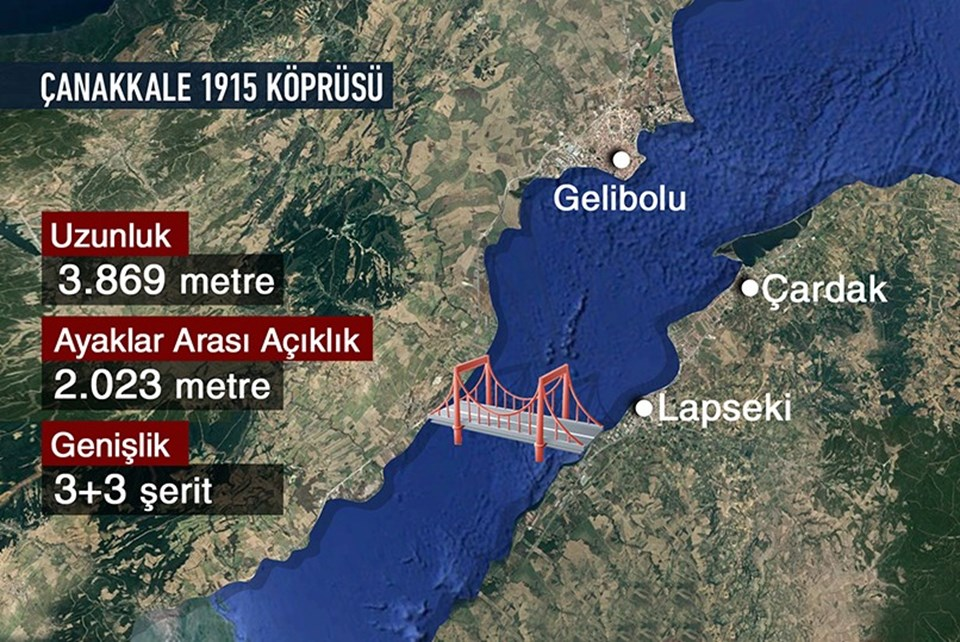 ÇANAKKALE 1915 KÖPRÜSÜ
Uzunluk
3.869 metre
Ayaklar Arası Açıklık
2.023 metre
Genişlik
3+3 şerit
Gelibolu
Çardak
Lapseki